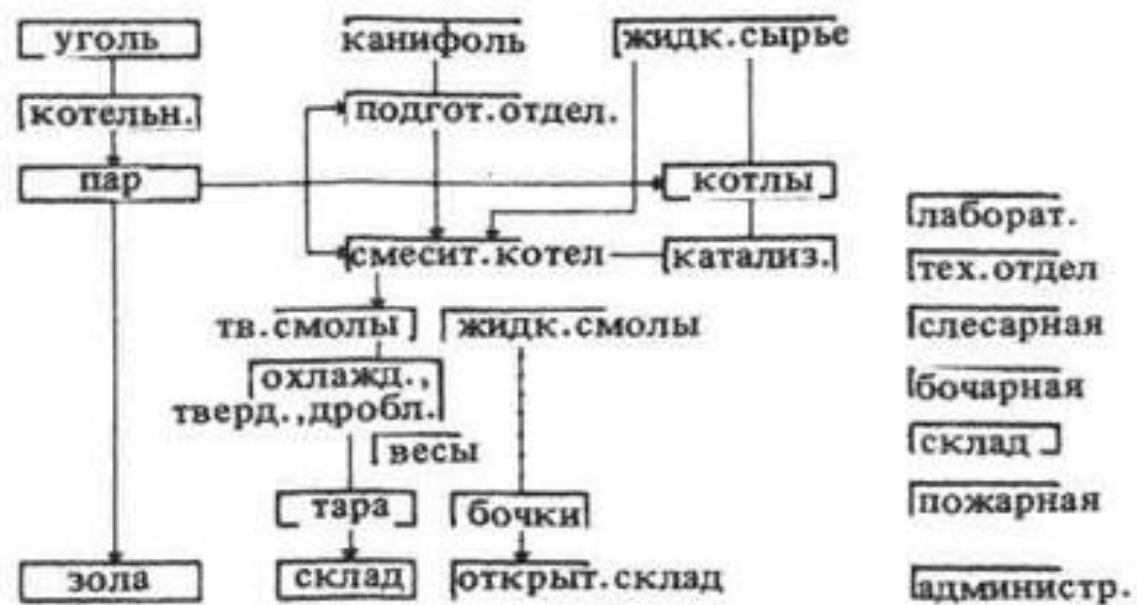 уголь
канифоль
жидк.сырье
котельн.
подгот.отдел.
пар
котлы
лаборат.
смесит.котел
катализ.
тех.отдел
тв.смолы
жидк.смолы
слесарная
охлажд.,
тверд.,дробл.
бочарная
весы
склад
тара
бочки
пожарная
зола
склад
открыт.склад
администр.